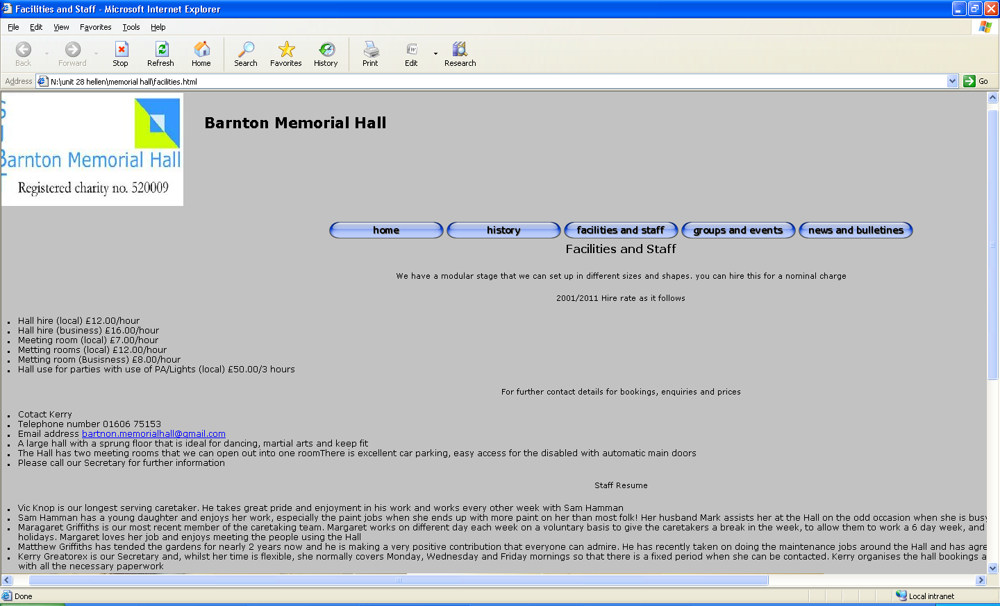 Facilities and Staff - Microsoft Internet Explorer
File Edit View Favorites Tools Help
Back Forward Stop Refresh Home Search Favorites History Print Edit Research
Address N:\unit 28 hellen\memorial hall\facilities.html Go
Barnton Memorial Hall
Barnton Memorial Hall
Registered charity no. 520009
home history facilities and staff groups and events news and bulletines
Facilities and Staff
We have a modular stage that we can set up in different sizes and shapes. you can hire this for a nominal charge
2001/2011 Hire rate as it follows
Hall hire (local) £12.00/hour
Hall hire (business) £16.00/hour
Meeting room (local) £7.00/hour
Metting rooms (local) £12.00/hour
Metting room (Busisness) £8.00/hour
Hall use for parties with use of PA/Lights (local) £50.00/3 hours
For further contact details for bookings, enquiries and prices
Cotact Kerry
Telephone number 01606 75153
Email address bartnon.memorialhall@gmail.com
A large hall with a sprung floor that is ideal for dancing, martial arts and keep fit
The Hall has two meeting rooms that we can open out into one roomThere is excellent car parking, easy access for the disabled with automatic main doors
Please call our Secretary for further information
Staff Resume
Vic Knop is our longest serving caretaker. He takes great pride and enjoyment in his work and works every other week with Sam Hamman
Sam Hamman has a young daughter and enjoys her work, especially the paint jobs when she ends up with more paint on her than most folk! Her husband Mark assists her at the Hall on the odd occasion when she is busy
Maragaret Griffiths is our most recent member of the caretaking team. Margaret works on different day each week on a voluntary basis to give the caretakers a break in the week, to allow them to work a 6 day week, and
holidays. Margaret loves her job and enjoys meeting the people using the Hall
Matthew Griffiths has tended the gardens for nearly 2 years now and he is making a very positive contribution that everyone can admire. He has recently taken on doing the maintenance jobs around the Hall and has agre
Kerry Greatorex is our Secretary and, whilst her time is flexible, she normally covers Monday, Wednesday and Friday mornings so that there is a fixed period when she can be contacted. Kerry organises the hall bookings a
with all the necessary paperwork
Done Local intranet